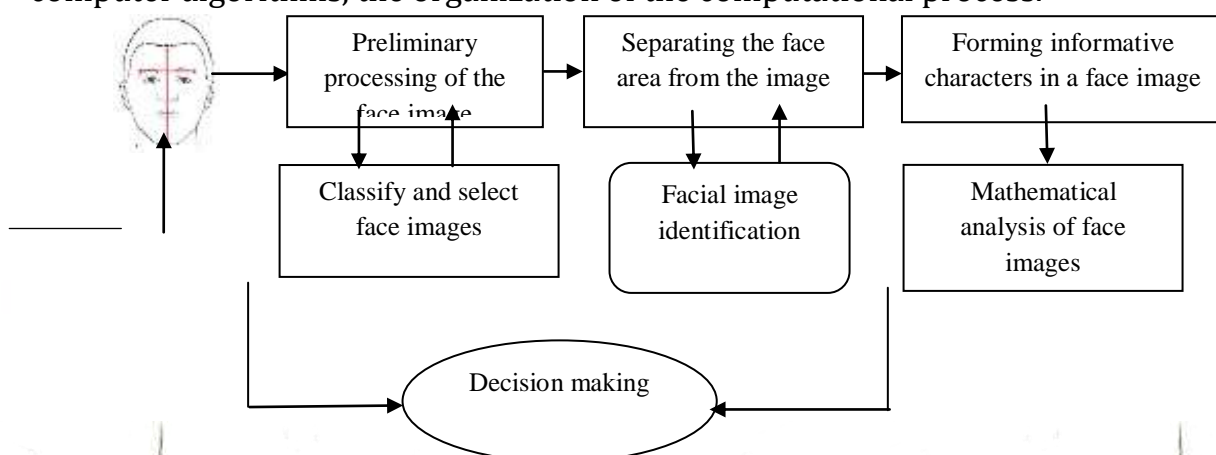 computer algorithms, the organization of the computational process.
Preliminary
processing of the
face image
Separating the face
area from the image
Forming informative
characters in a face image
Classify and select
face images
Facial image
identification
Mathematical
analysis of face
images
Decision making